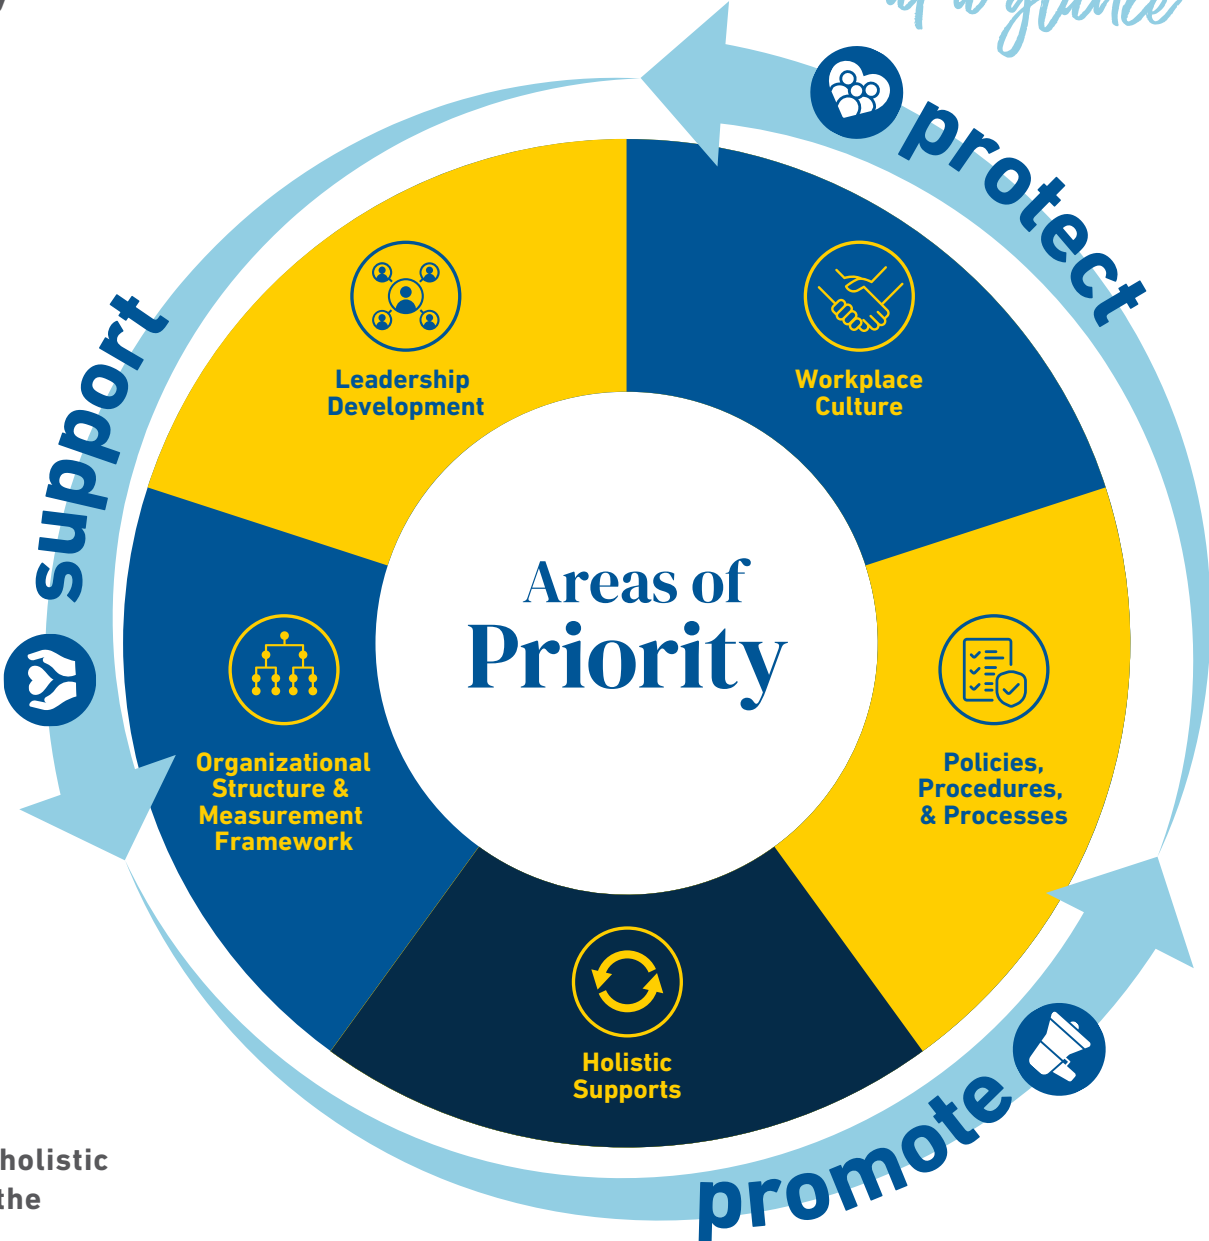 a glance
protect
support
Leadership
Development
Workplace
Culture
Areas of
Priority
Organizational
Structure &
Measurement
Framework
Policies,
Procedures,
& Processes
Holistic
Supports
promote
holistic
the